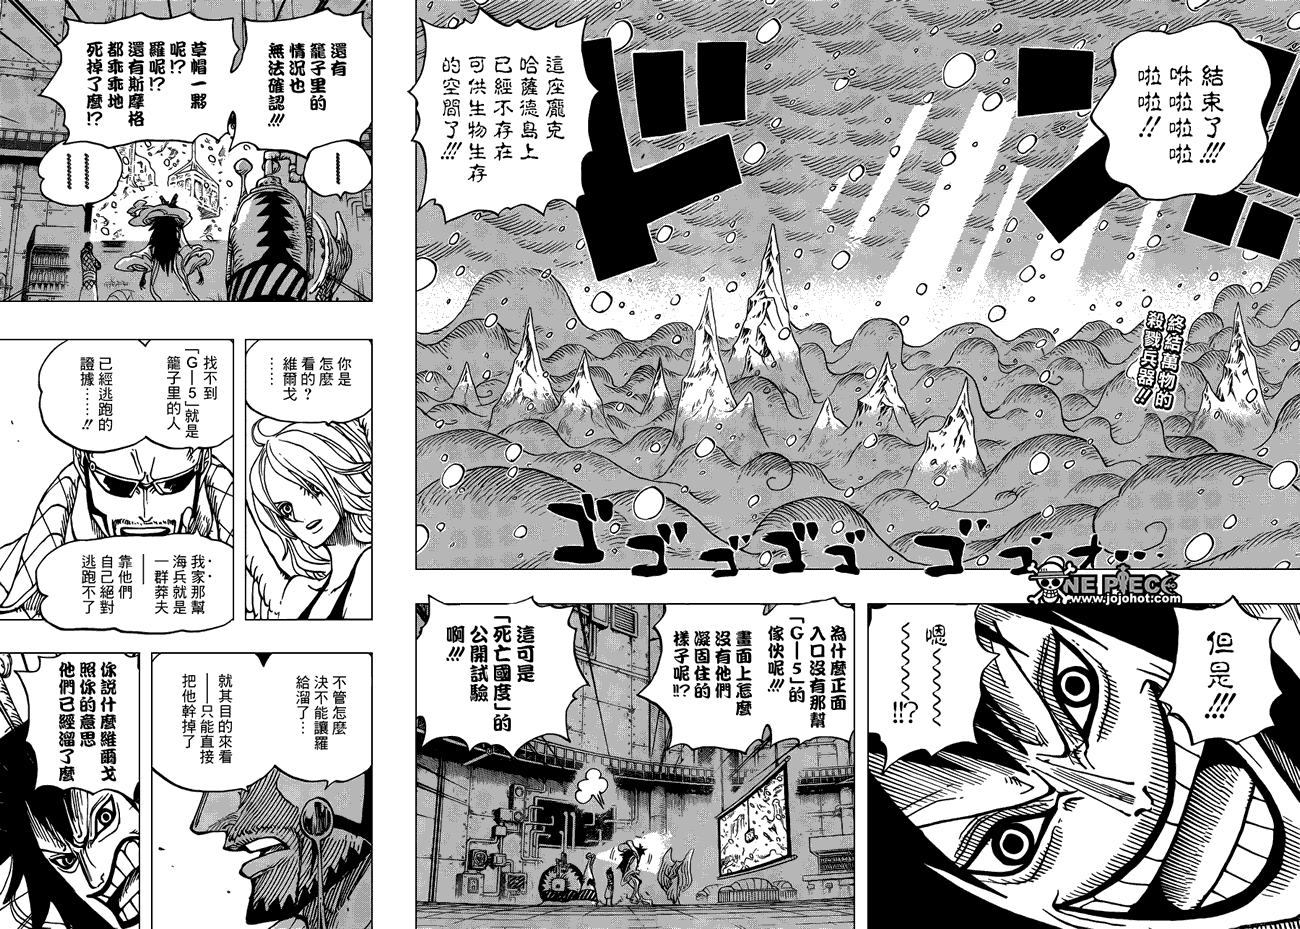 結束了!!!!
咻啦啦啦
啦啦!!
這座龐克
哈薩德島上
已經不存在
可供生物生存
的空間了!!!!
終結萬物的
殺戮兵器!!
ONE PIECE
www.jojohot.com
但是!!!!
嗯
!!?
為什麼正面
入口沒有那幫
「G—5」的
傢伙呢!!!
畫面上怎麼
沒有他們
凝固住的
樣子呢!!?
這可是
「死亡國度」的
公開試驗
啊!!!!
還有
籠子里的
情況也
無法確認!!!
草帽一夥
呢!?
羅呢!?
還有斯摩格
都乖乖地
死掉了麼!?
你是
怎麼
看的?
維爾戈
……
找不到
「G—5」就是
籠子里的人
已經逃跑的
證據……!!
我家那幫
海兵就是
一群莽夫
——
靠他們
自己絕對
逃跑不了
不管怎麼
決不能讓羅
給溜了…
就其目的來看
——只能直接
把他幹掉了
你說什麼維爾戈
照你的意思
他們已經溜了麼